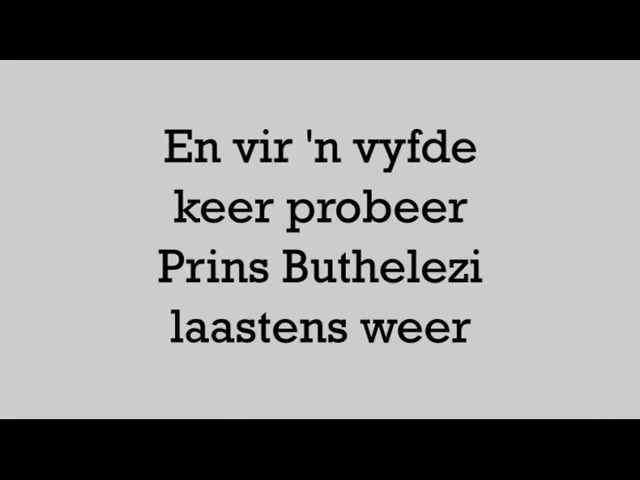 En vir 'n vyfde
keer probeer
Prins Buthelezi
laastens weer